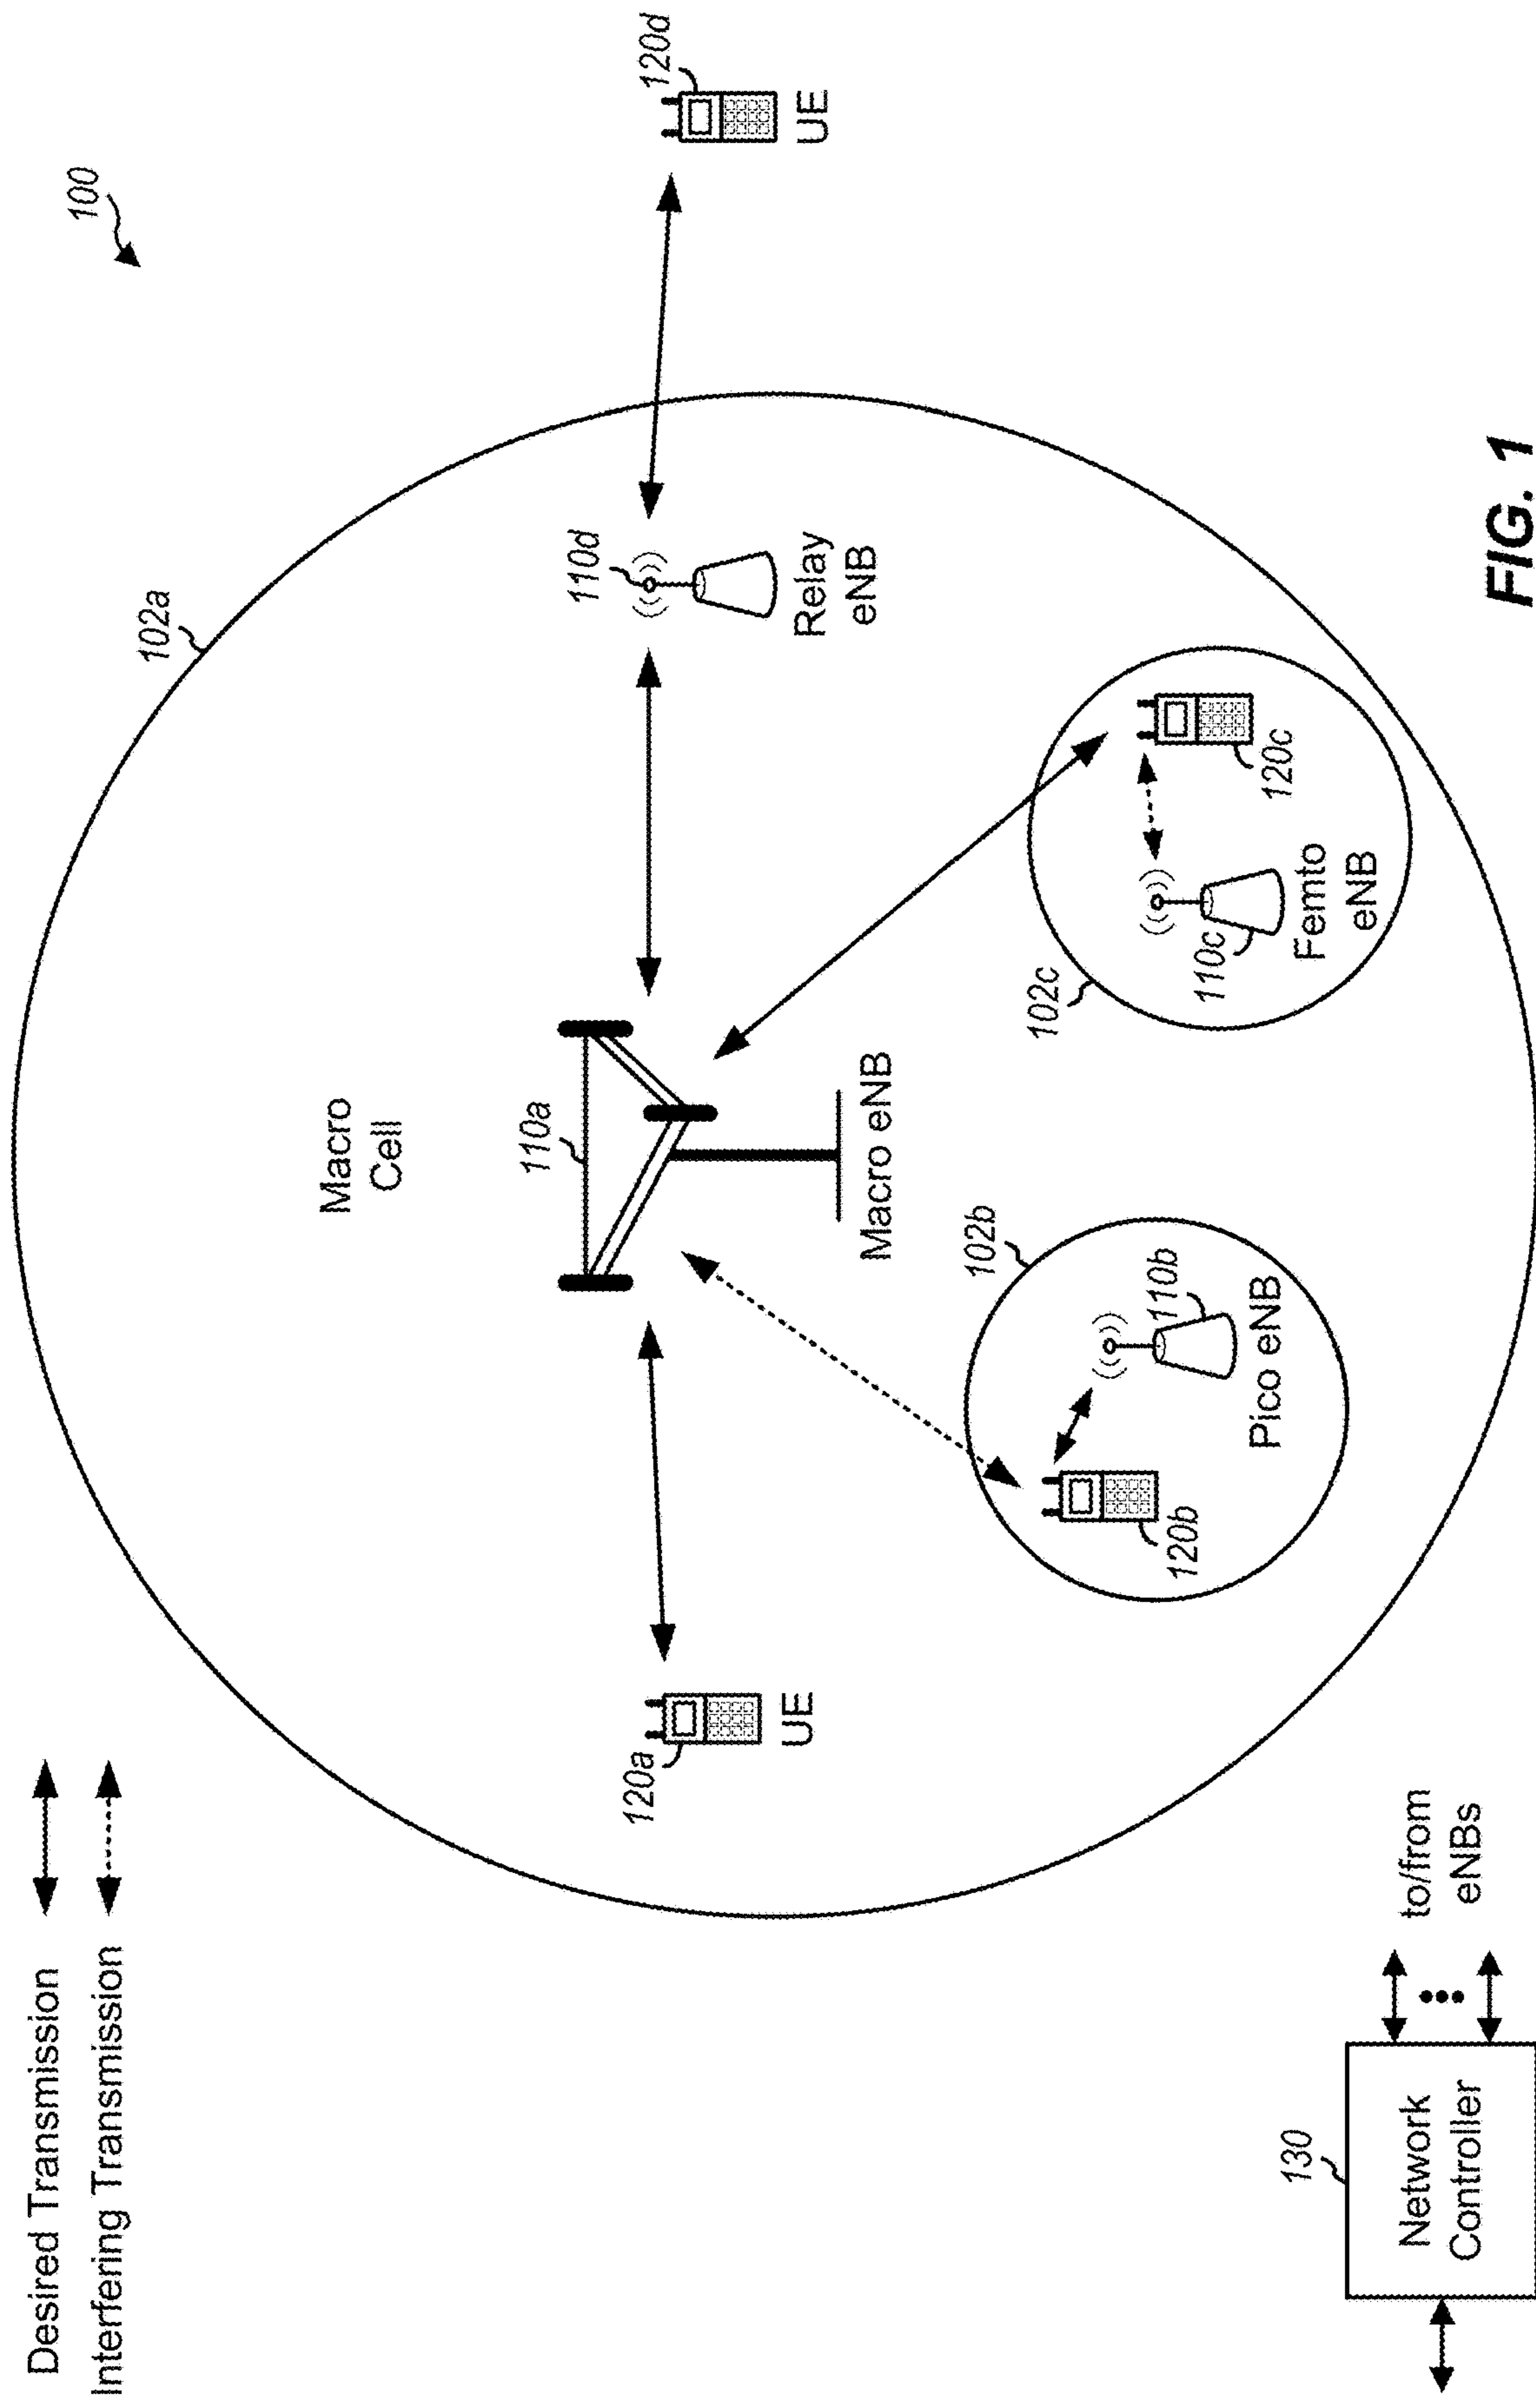 Desired Transmission
Interfering Transmission
100
102a
Macro
Cell
110a
Macro eNB
110d
Relay
eNB
120a
UE
120d
UE
102b
120b
110b
Pico eNB
102c
110c
Femto
eNB
120c
130
Network
Controller
to/from
eNBs
FIG. 1